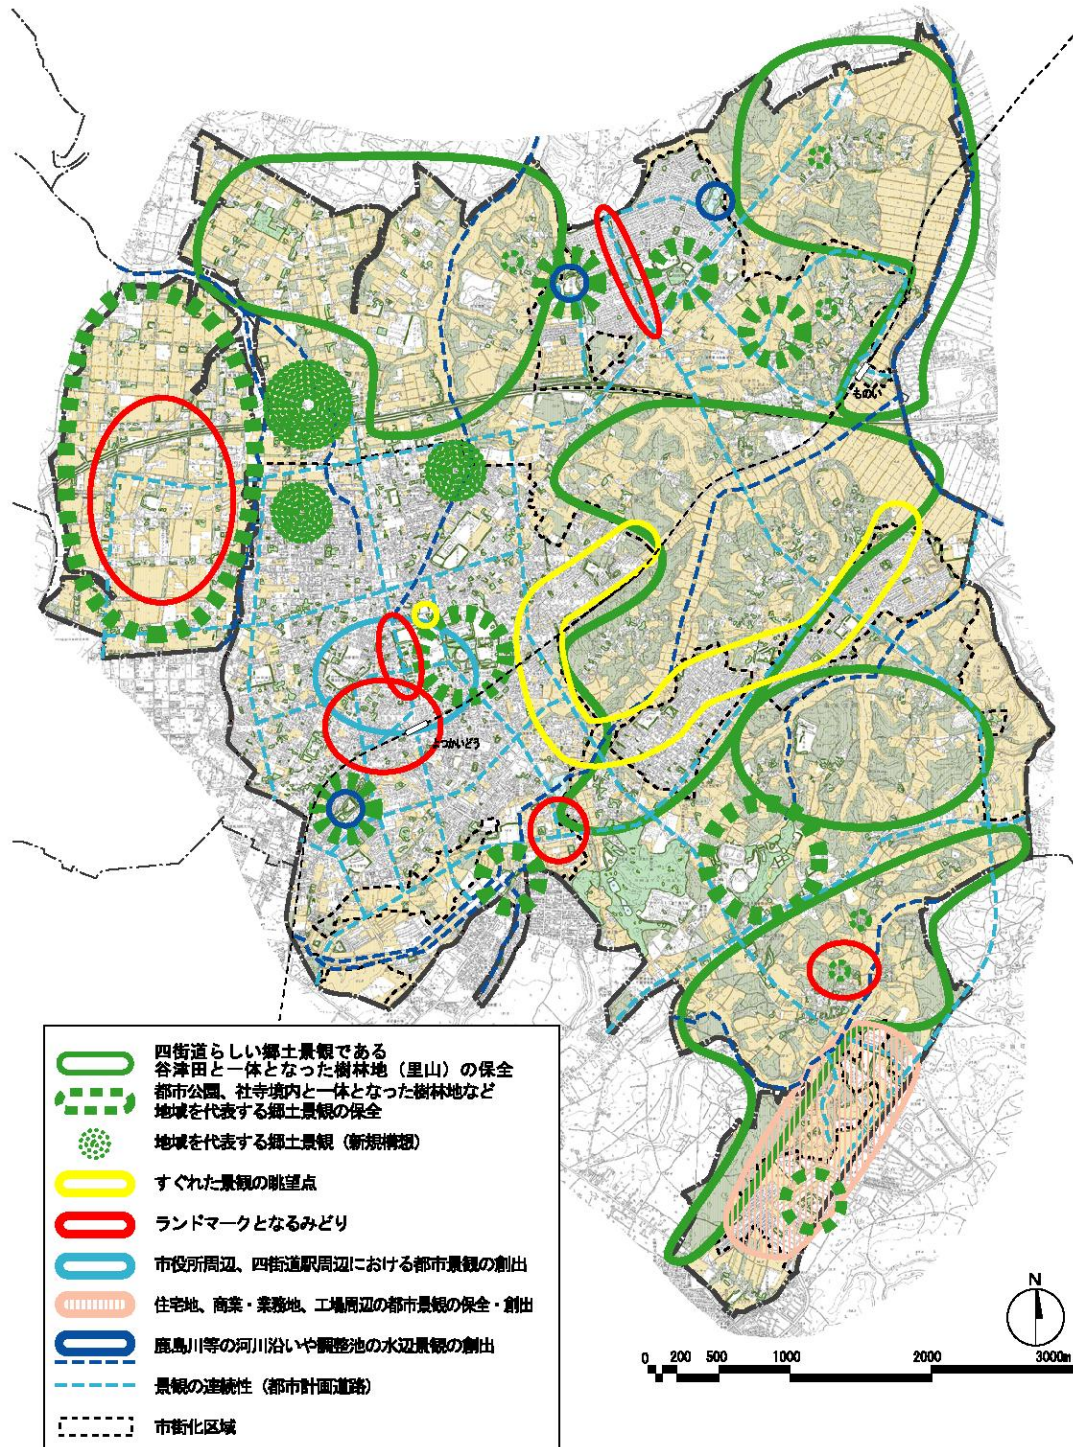 ものい
よつかいどう
四街道らしい郷土景観である
谷津田と一体となった樹林地(里山)の保全
都市公園、社寺境内と一体となった樹林地など
地域を代表する郷土景観の保全
地域を代表する郷土景観(新規構想)
すぐれた景観の眺望点
ランドマークとなるみどり
市役所周辺、四街道駅周辺における都市景観の創出
住宅地、商業・業務地、工場周辺の都市景観の保全・創出
鹿島川等の河川沿いや調整池の水辺景観の創出
景観の連続性(都市計画道路)
市街化区域
N
0 200 500 1000 2000 3000m